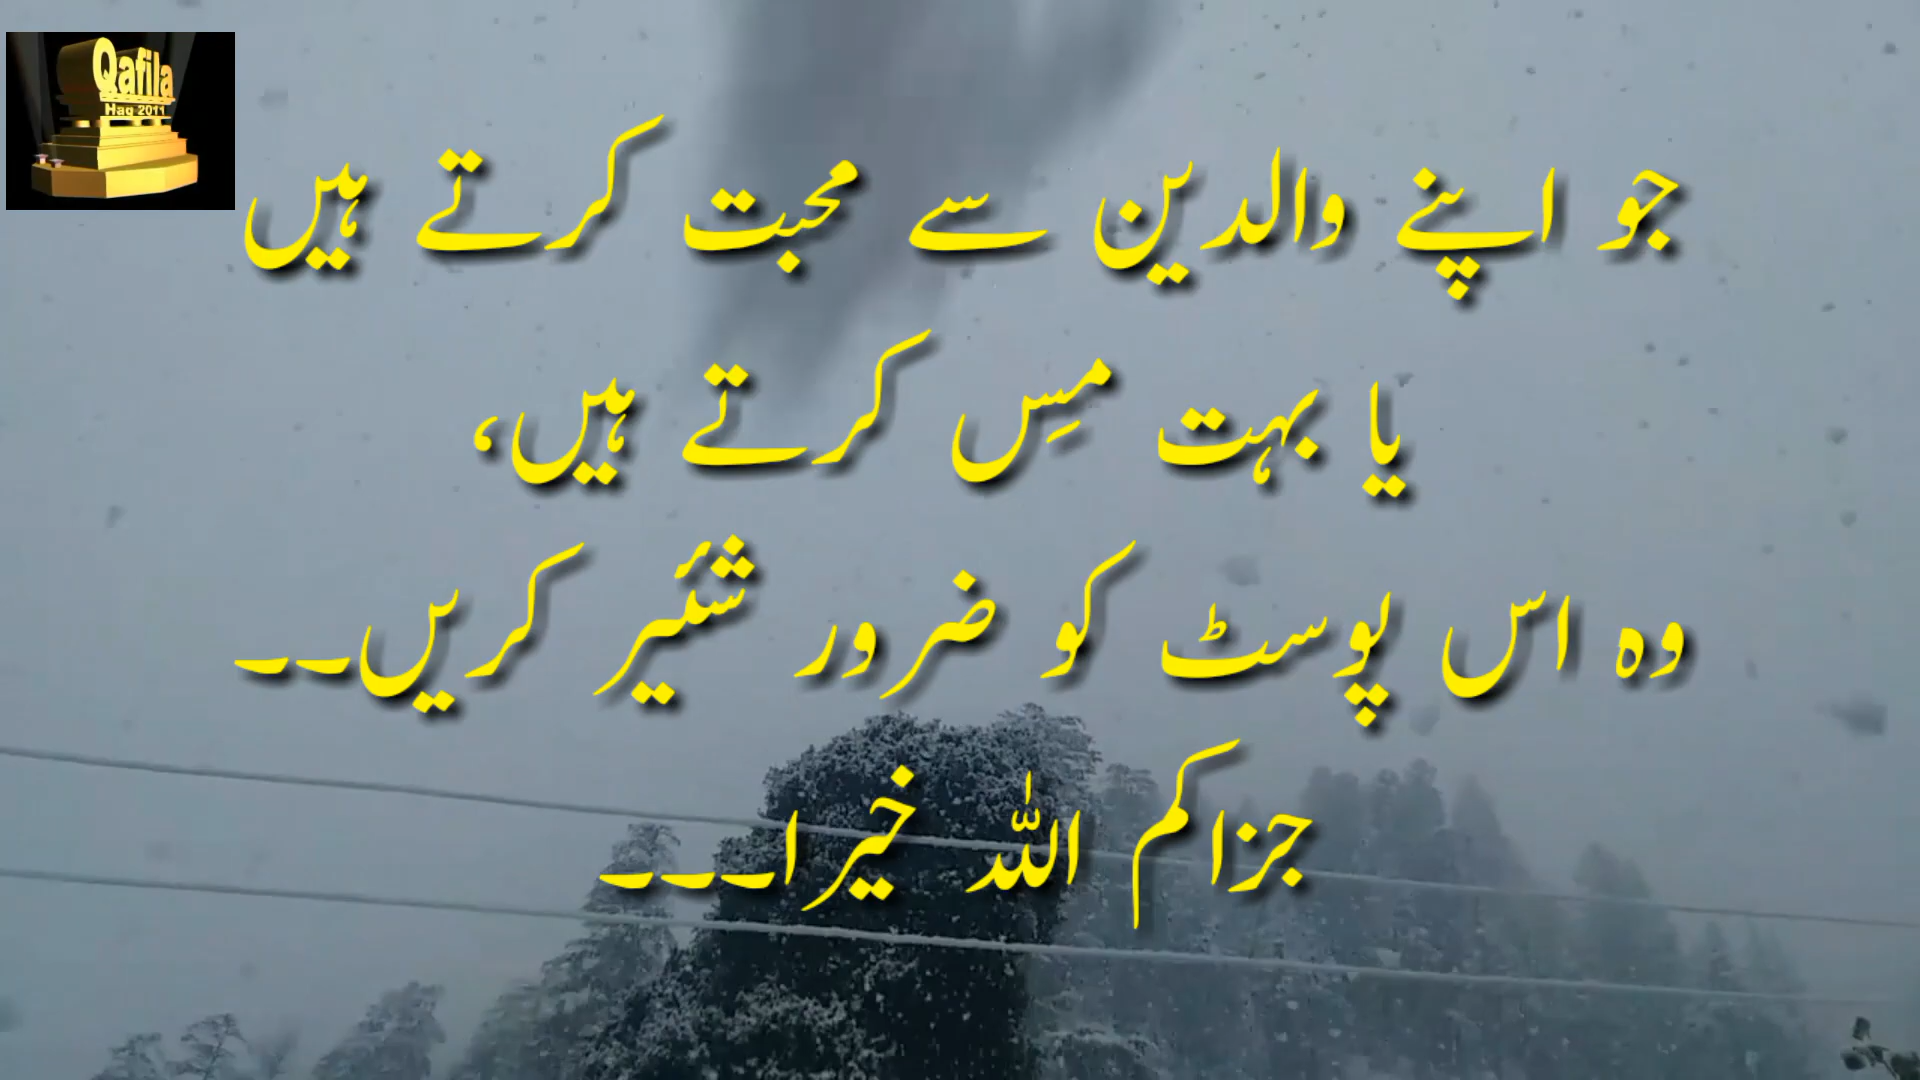 Qafila
Haq 2011
جو اپنے والدین سے محبت کرتے ہیں
یا بہت مسِ کرتے ہیں،
وہ اس پوسٹ کو ضرور شئیر کریں۔۔
جزاکم اللہ خیرا۔۔۔